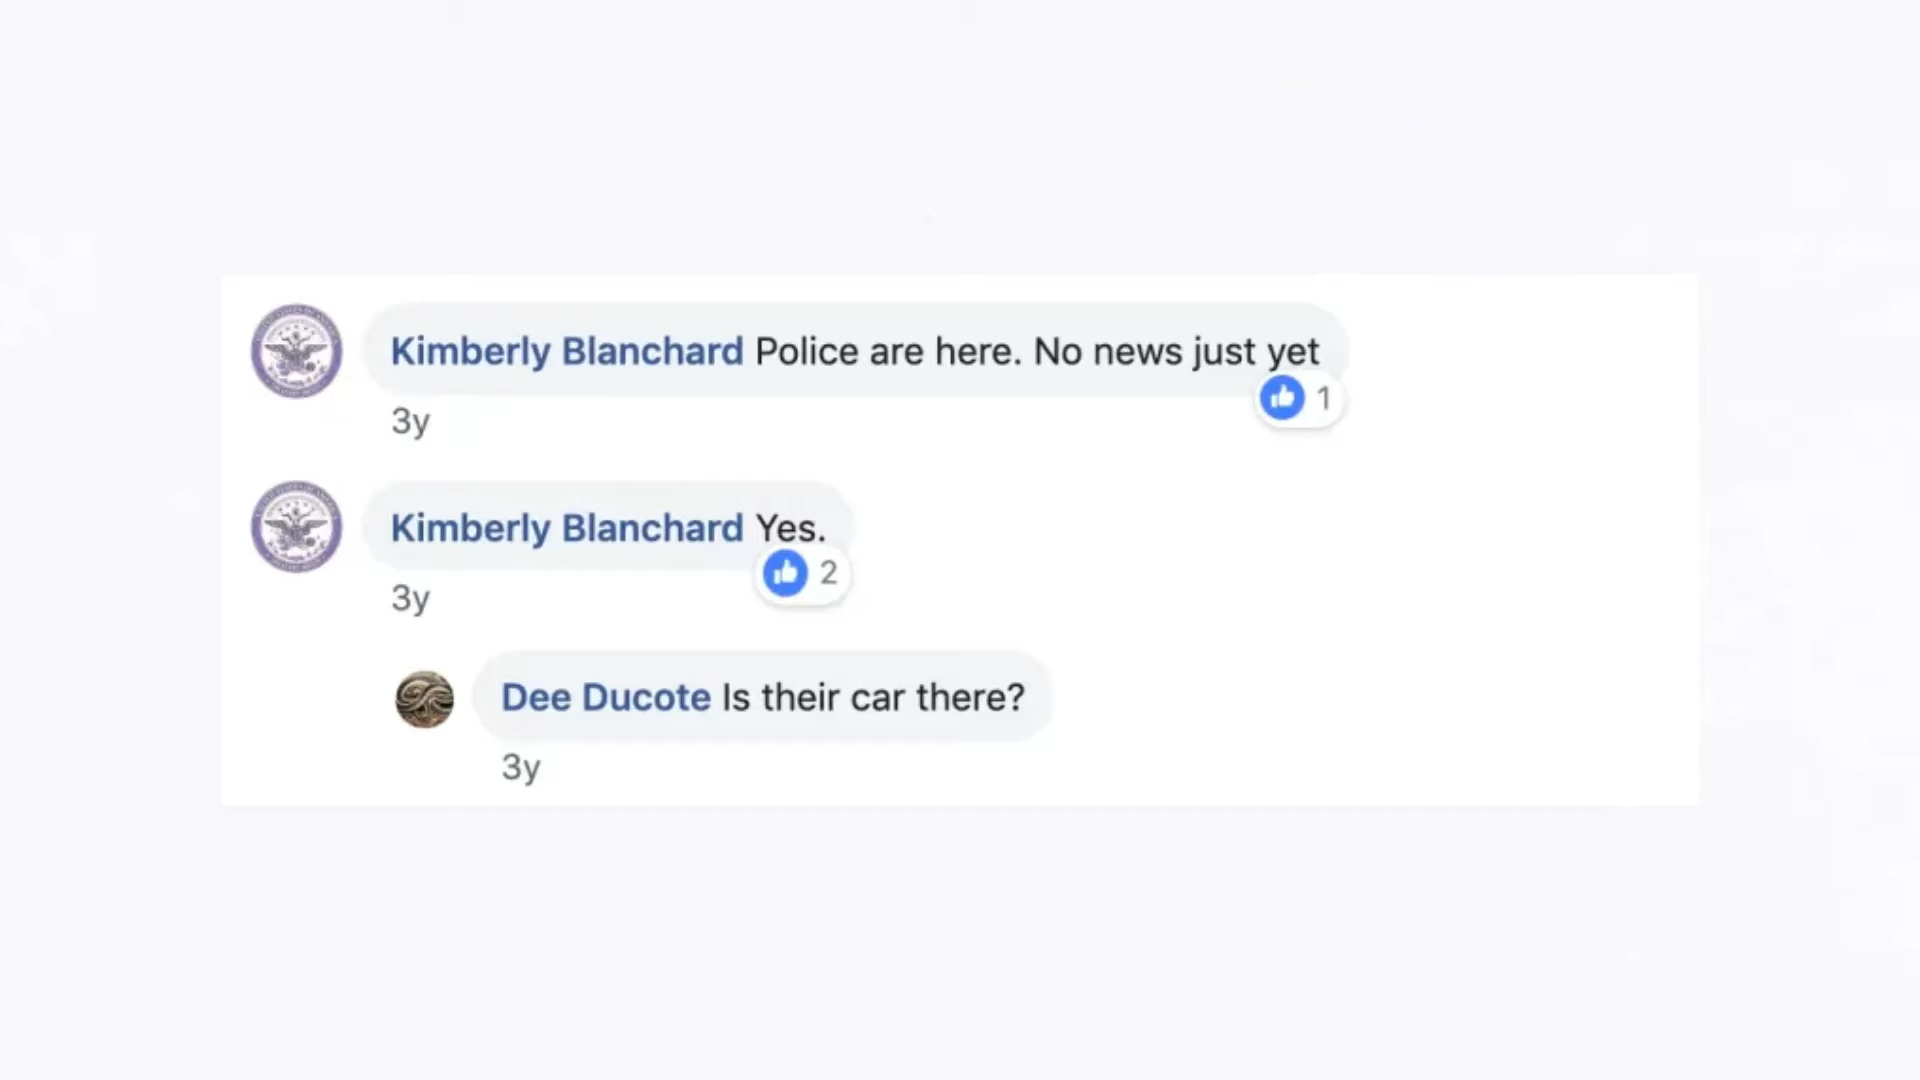 Kimberly Blanchard Police are here. No news just yet
1
3y
Kimberly Blanchard Yes.
2
3y
Dee Ducote Is their car there?
3y